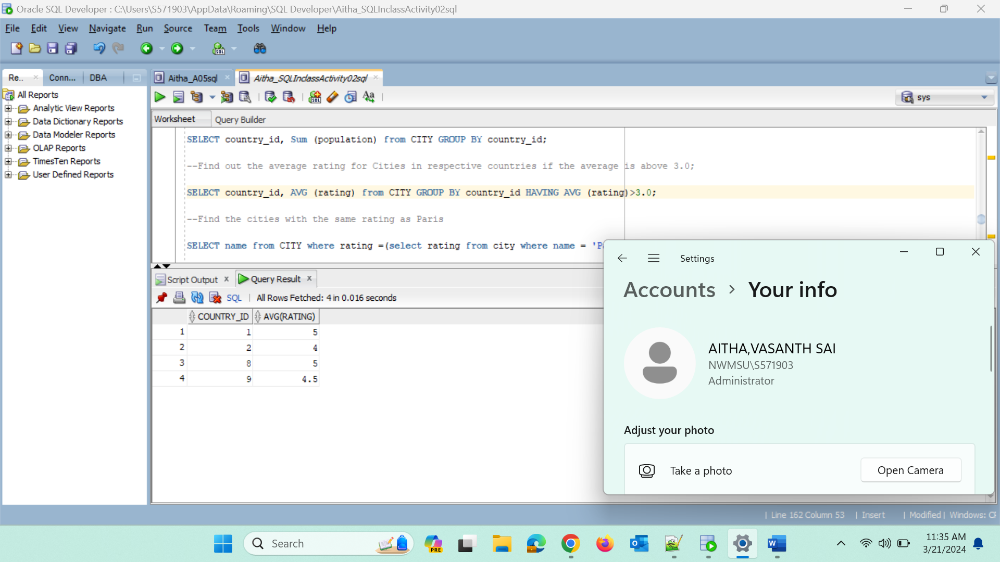 Oracle SQL Developer : C:\Users\S571903\AppData\Roaming\SQL Developer\Aitha_SQLInclassActivity02sql
File Edit View Navigate Run Source Team Tools Window Help
Re.. Conn... DBA
Aitha_A05sql Aitha_SQLInclassActivity02sql
All Reports
Analytic View Reports
Data Dictionary Reports
Data Modeler Reports
OLAP Reports
TimesTen Reports
User Defined Reports
sys
Worksheet Query Builder
SELECT country_id, Sum (population) from CITY GROUP BY country_id;
--Find out the average rating for Cities in respective countries if the average is above 3.0;
SELECT country_id, AVG (rating) from CITY GROUP BY country_id HAVING AVG (rating)>3.0;
--Find the cities with the same rating as Paris
SELECT name from CITY where rating =(select rating from city where name = 'P
Script Output Query Result
SQL All Rows Fetched: 4 in 0.016 seconds
COUNTRY_ID AVG(RATING)
1 1 5
2 2 4
3 8 5
4 9 4.5
Settings
Accounts > Your info
AITHA,VASANTH SAI
NWMSU\S571903
Administrator
Adjust your photo
Take a photo Open Camera
Line 162 Column 53 Insert Modified Windows: CF
Search
PRE
11:35 AM
3/21/2024